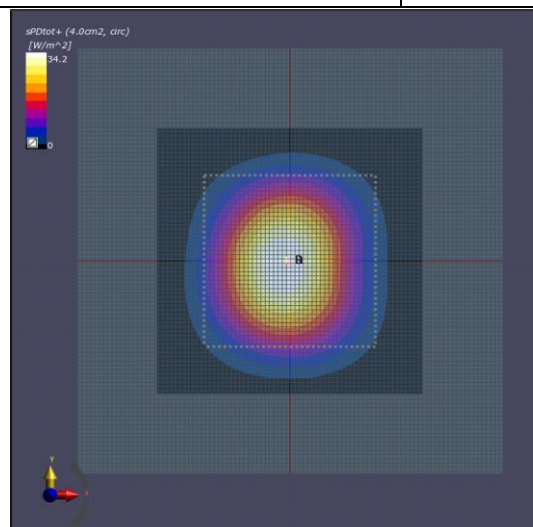 sPDtot+ (4.0cm2, circ)
[W/m^2]
34.2
0
Y
X